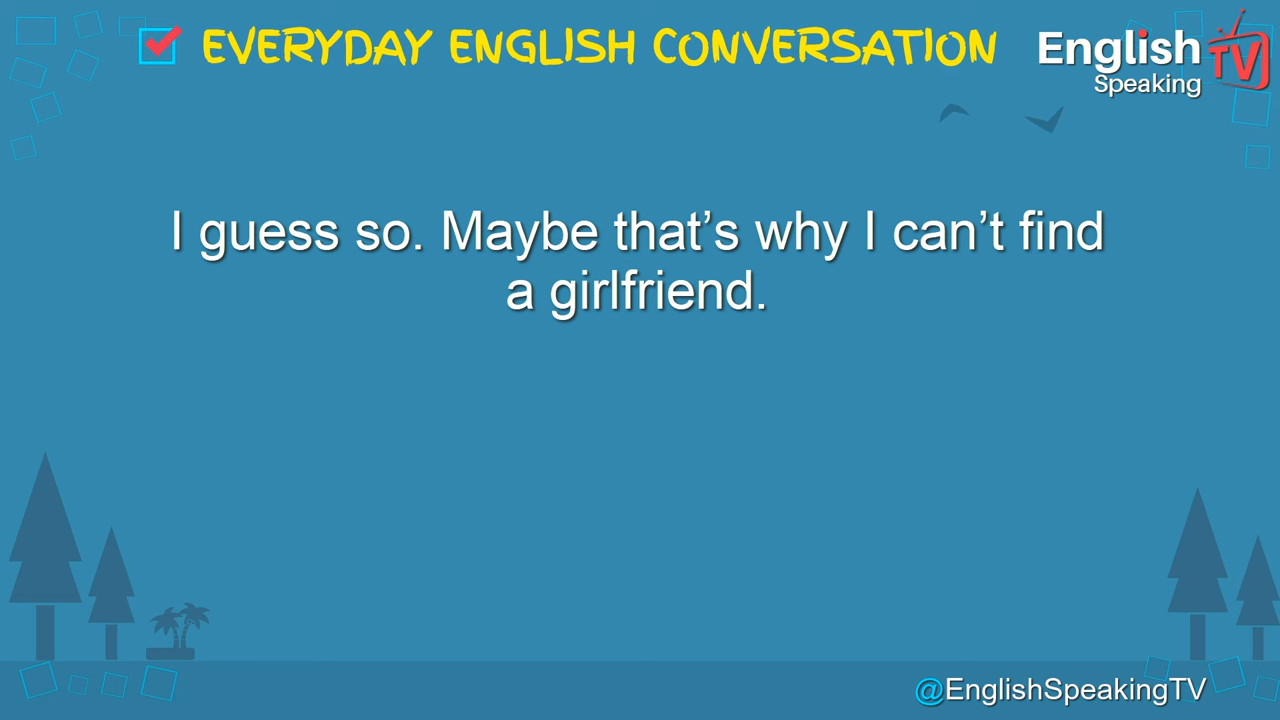 EVERYDAY ENGLISH CONVERSATION
English
Speaking
TV
I guess so. Maybe that’s why I can’t find
a girlfriend.
@EnglishSpeakingTV